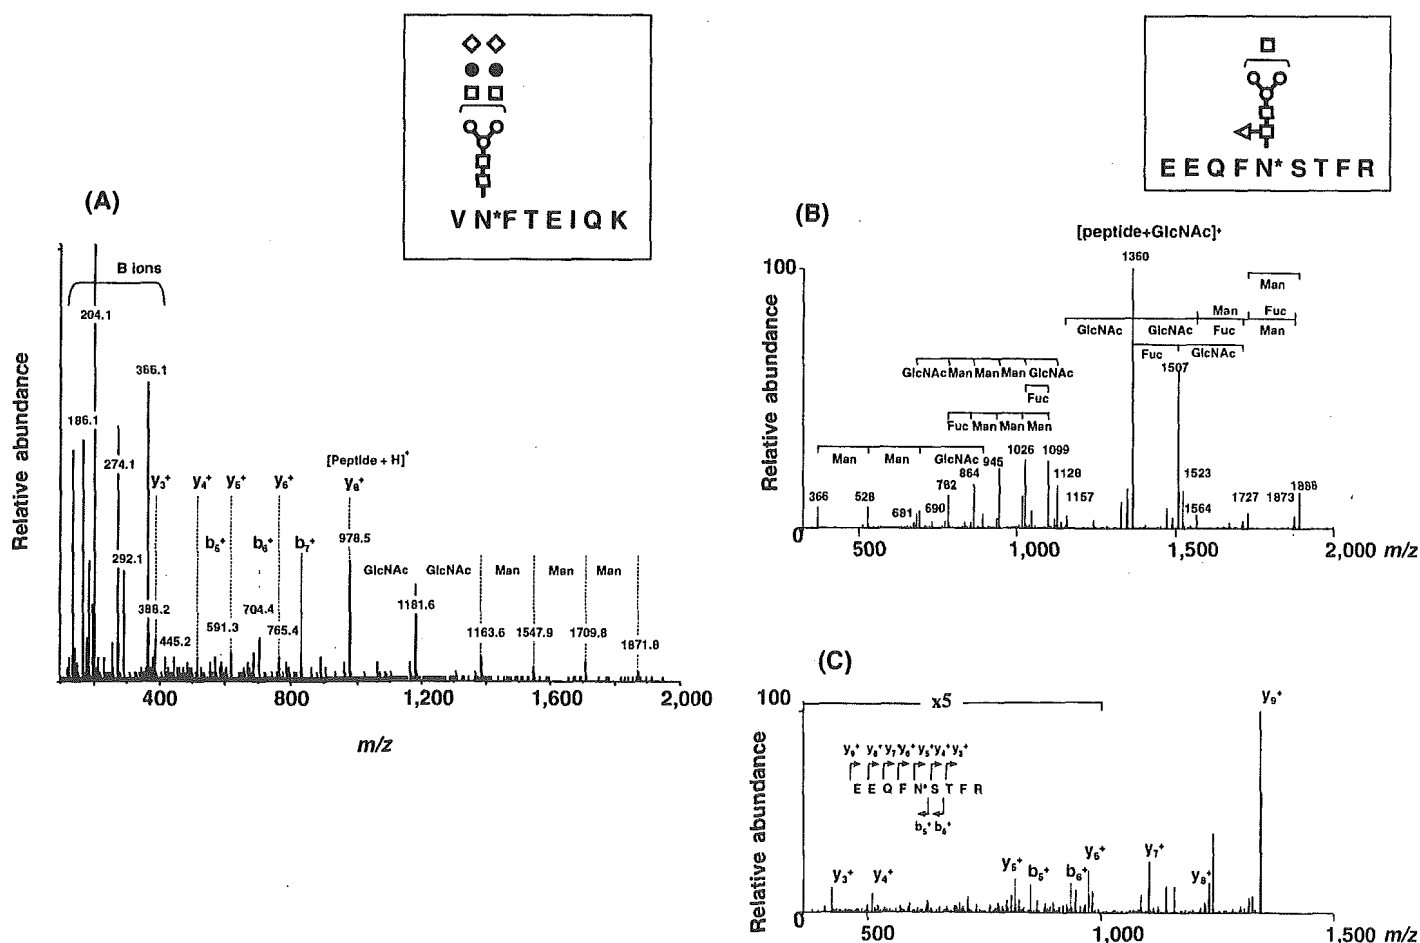 (A)
V N*F T E I Q K
B ions
204.1
366.1
186.1
274.1
292.1
[Peptide + H]+
y3+ y4+ y5+ y6+ y8+
b5+ b6+ b7+
978.5
GlcNAc GlcNAc Man Man Man
388.2
445.2
591.3
704.4
765.4
1181.6
1163.6
1547.9
1709.8
1871.8
Relative abundance
400 800 1,200 1,600 2,000
m/z
(B)
E E Q F N* S T F R
[peptide+GlcNAc]+
1360
100
Man
Man Fuc
GlcNAc GlcNAc Fuc Man
Fuc GlcNAc
1507
GlcNAc Man Man Man GlcNAc
Fuc
Fuc Man Man Man
Man Man GlcNAc
366 528 681 690 782 864 945 1026 1099 1128 1157
1523
1564
1727 1873 1888
Relative abundance
0 500 1,000 1,500 2,000 m/z
(C)
100
x5
y9+
y9+ y8+ y7+ y6+ y5+ y4+ y3+
E E Q F N* S T F R
b5+ b6+
y3+ y4+ y5+ b5+ b6+ y6+ y7+ y8+
Relative abundance
0 500 1,000 1,500 m/z